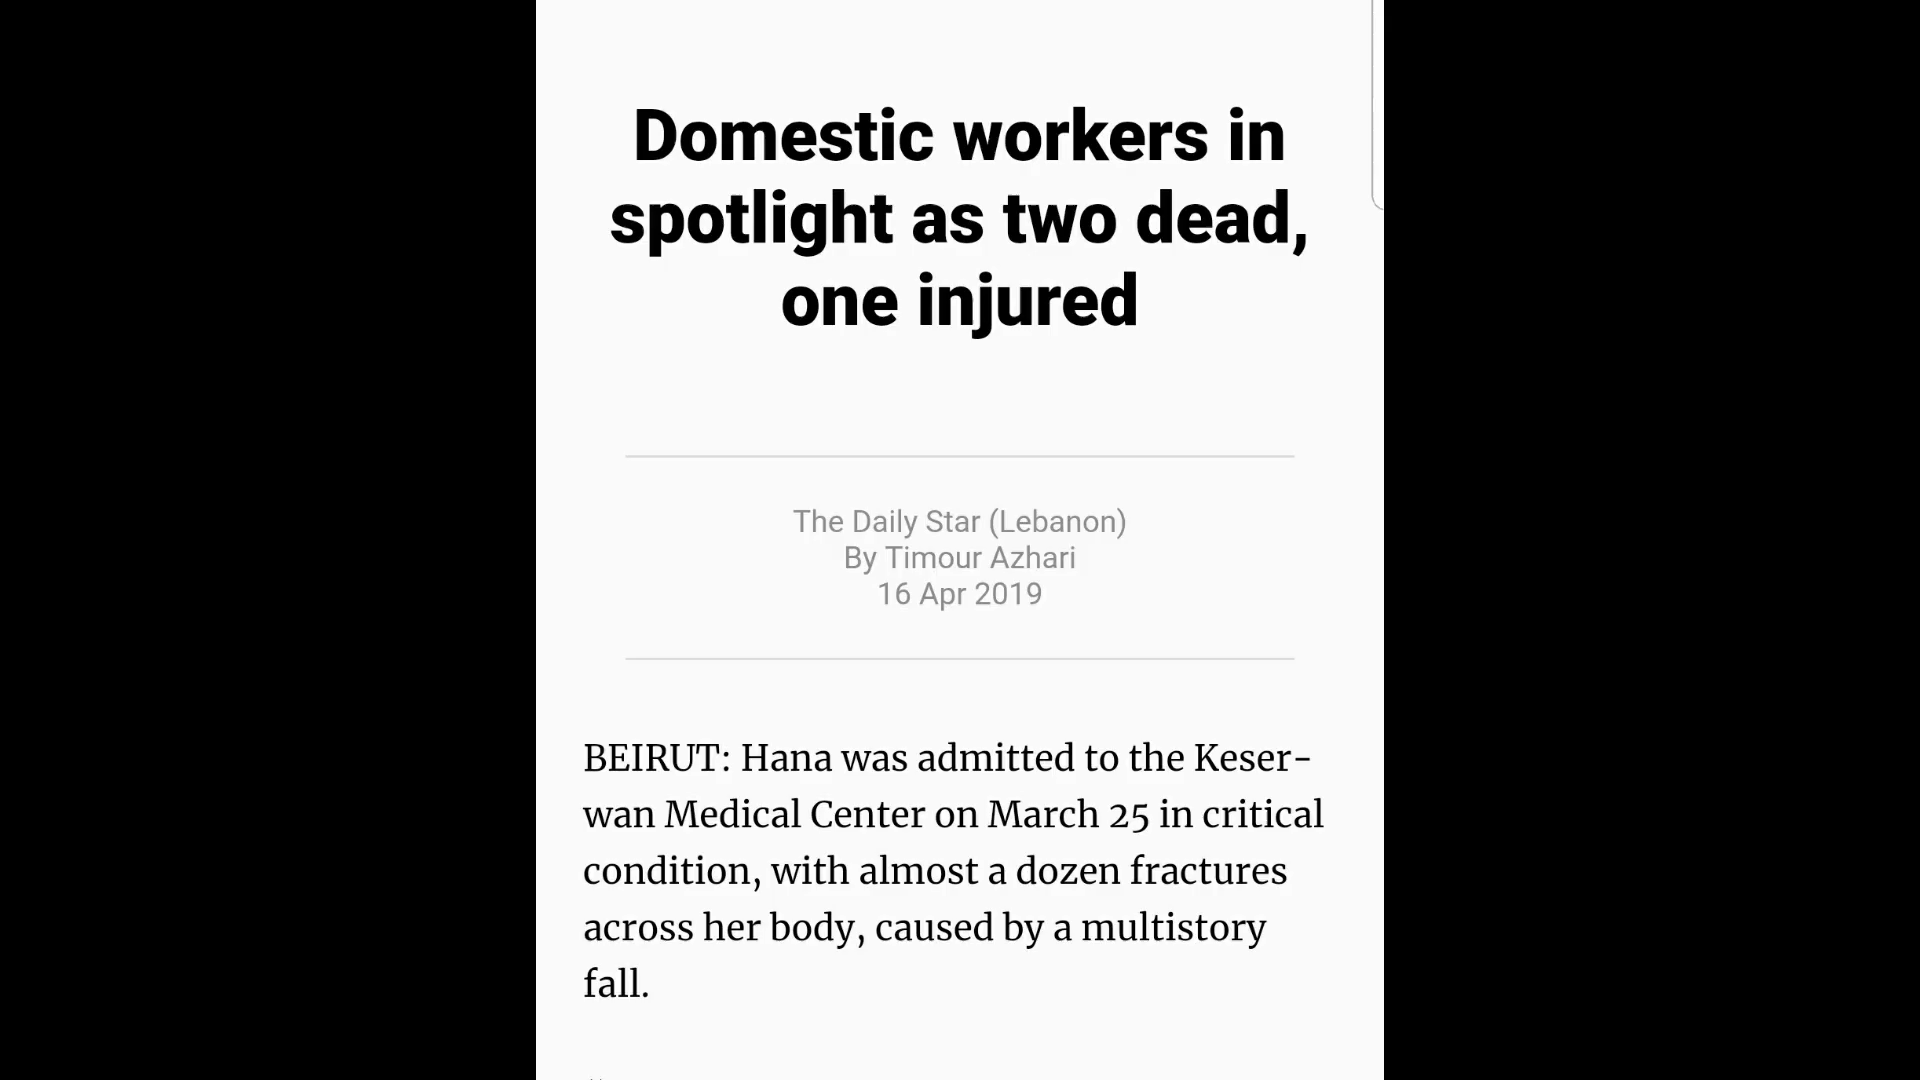 Domestic workers in
spotlight as two dead,
one injured
The Daily Star (Lebanon)
By Timour Azhari
16 Apr 2019
BEIRUT: Hana was admitted to the Keser-
wan Medical Center on March 25 in critical
condition, with almost a dozen fractures
across her body, caused by a multistory
fall.